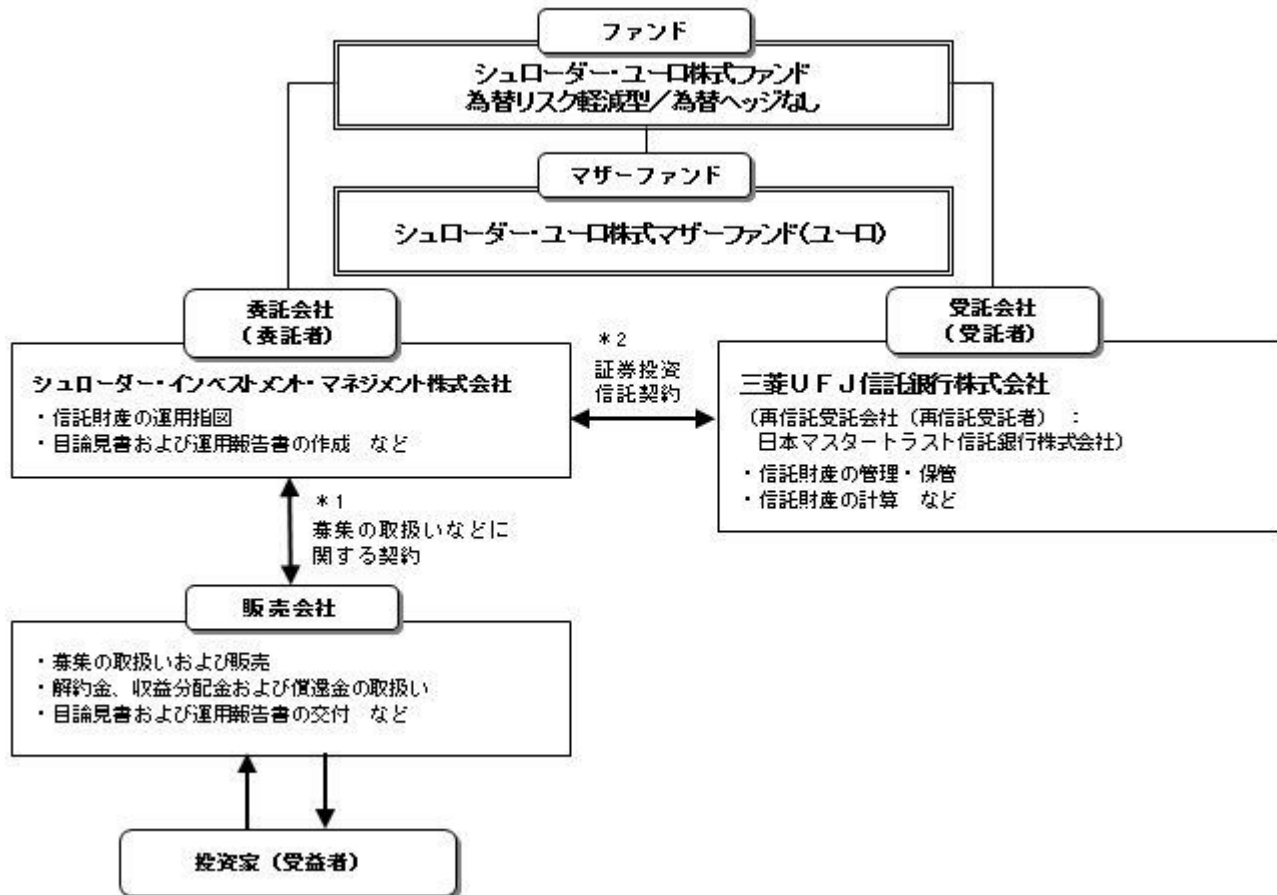 ファンド
シュローダー・ユーロ株式ファンド
為替リスク軽減型／為替ヘッジなし
マザーファンド
シュローダー・ユーロ株式マザーファンド(ユーロ)
委託会社
(委託者)
シュローダー・インベストメント・マネジメント株式会社
・信託財産の運用指図
・目論見書および運用報告書の作成　など
＊2
証券投資
信託契約
受託会社
(受託者)
三菱ＵＦＪ信託銀行株式会社
(再信託受託会社（再信託受託者）：
日本マスタートラスト信託銀行株式会社)
・信託財産の管理・保管
・信託財産の計算　など
＊1
募集の取扱いなどに
関する契約
販売会社
・募集の取扱いおよび販売
・解約金、収益分配金および償還金の取扱い
・目論見書および運用報告書の交付　など
投資家（受益者）